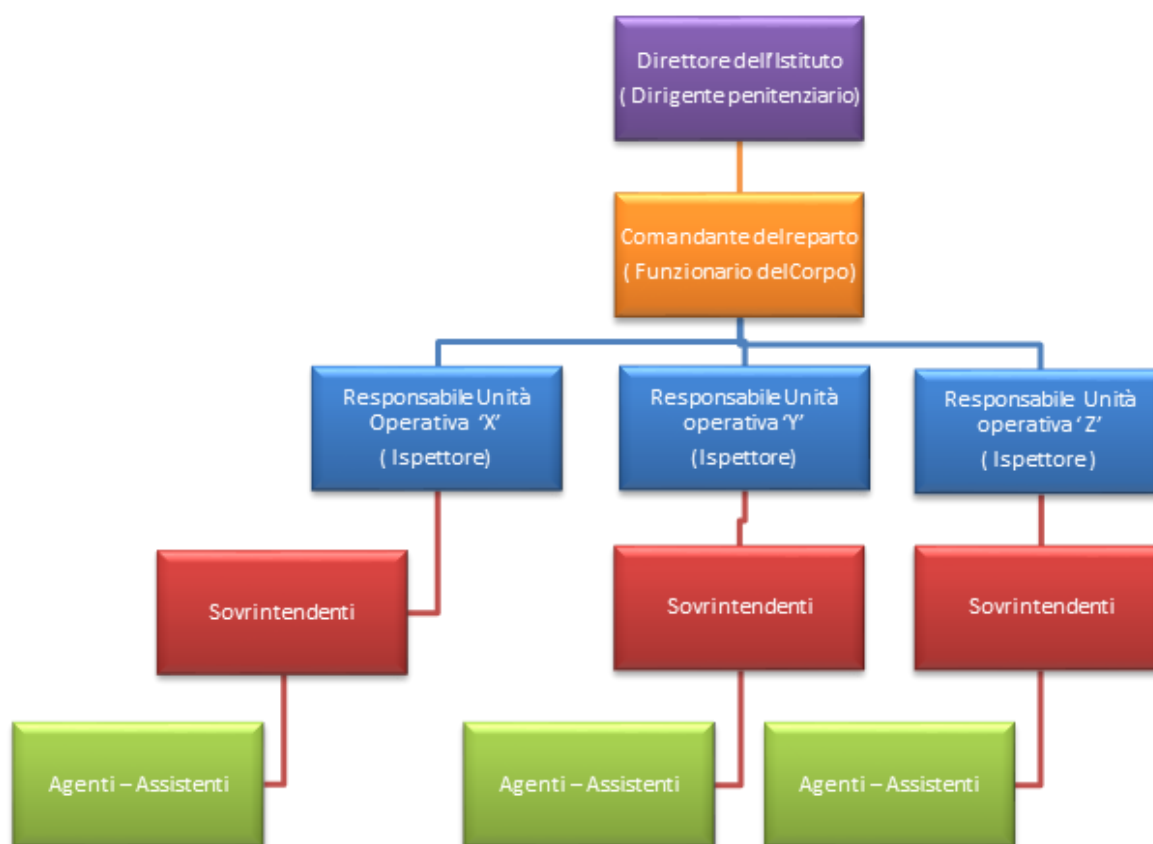 Direttore dell'Istituto
( Dirigente penitenziario)
Comandante del reparto
( Funzionario del Corpo)
Responsabile Unità
Operativa ‘X’
( Ispettore)
Responsabile Unità
operativa ‘Y’
(Ispettore)
Responsabile Unità
operativa ‘ Z’
( Ispettore )
Sovrintendenti
Sovrintendenti
Sovrintendenti
Agenti – Assistenti
Agenti – Assistenti
Agenti – Assistenti